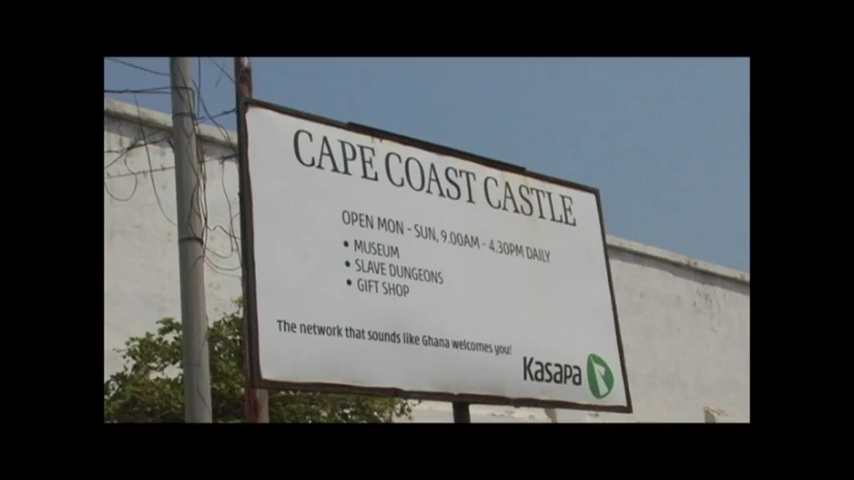 CAPE COAST CASTLE
OPEN MON - SUN, 9.00AM - 4.30PM DAILY
• MUSEUM
• SLAVE DUNGEONS
• GIFT SHOP
The network that sounds like Ghana welcomes you!
Kasapa